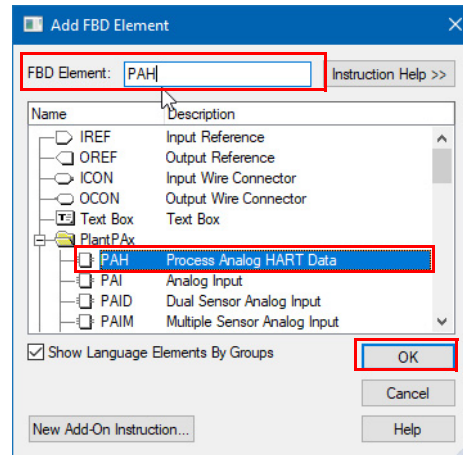 Add FBD Element
FBD Element: PAH Instruction Help >>
Name Description
IREF Input Reference
OREF Output Reference
ICON Input Wire Connector
OCON Output Wire Connector
Text Box Text Box
PlantPAx
PAH Process Analog HART Data
PAI Analog Input
PAID Dual Sensor Analog Input
PAIM Multiple Sensor Analog Input
Show Language Elements By Groups
OK
Cancel
New Add-On Instruction... Help